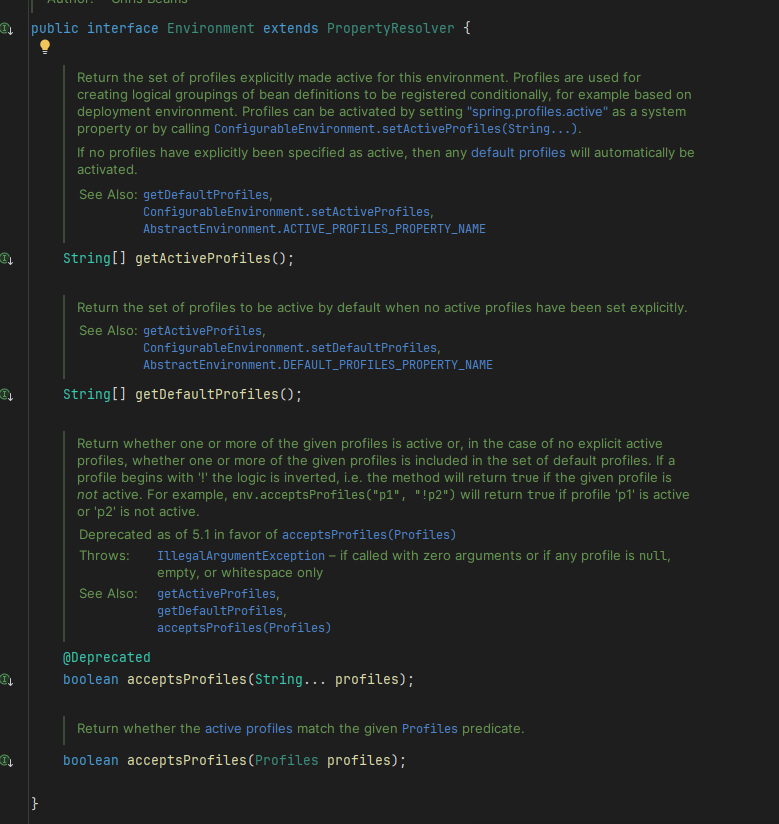 Author: Chris Beams
public interface Environment extends PropertyResolver {
Return the set of profiles explicitly made active for this environment. Profiles are used for
creating logical groupings of bean definitions to be registered conditionally, for example based on
deployment environment. Profiles can be activated by setting "spring.profiles.active" as a system
property or by calling ConfigurableEnvironment.setActiveProfiles(String...).
If no profiles have explicitly been specified as active, then any default profiles will automatically be
activated.
See Also: getDefaultProfiles,
ConfigurableEnvironment.setActiveProfiles,
AbstractEnvironment.ACTIVE_PROFILES_PROPERTY_NAME
String[] getActiveProfiles();
Return the set of profiles to be active by default when no active profiles have been set explicitly.
See Also: getActiveProfiles,
ConfigurableEnvironment.setDefaultProfiles,
AbstractEnvironment.DEFAULT_PROFILES_PROPERTY_NAME
String[] getDefaultProfiles();
Return whether one or more of the given profiles is active or, in the case of no explicit active
profiles, whether one or more of the given profiles is included in the set of default profiles. If a
profile begins with '!' the logic is inverted, i.e. the method will return true if the given profile is
not active. For example, env.acceptsProfiles("p1", "!p2") will return true if profile 'p1' is active
or 'p2' is not active.
Deprecated as of 5.1 in favor of acceptsProfiles(Profiles)
Throws: IllegalArgumentException – if called with zero arguments or if any profile is null,
empty, or whitespace only
See Also: getActiveProfiles,
getDefaultProfiles,
acceptsProfiles(Profiles)
@Deprecated
boolean acceptsProfiles(String... profiles);
Return whether the active profiles match the given Profiles predicate.
boolean acceptsProfiles(Profiles profiles);
}